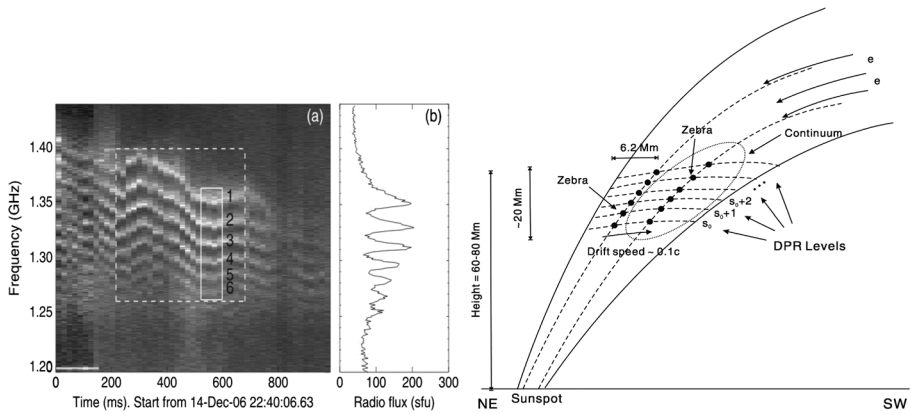 (a)
(b)
1.40
1.35
1.30
1.25
1.20
Frequency (GHz)
1
2
3
4
5
6
0
200
400
600
800
Time (ms). Start from 14-Dec-06 22:40:06.63
0
100
200
300
Radio flux (sfu)
e
e
Zebra
Continuum
6.2 Mm
Zebra
~20 Mm
s₀+2
s₀+1
s₀
DPR Levels
Drift speed ~ 0.1c
Height = 60-80 Mm
NE
Sunspot
SW